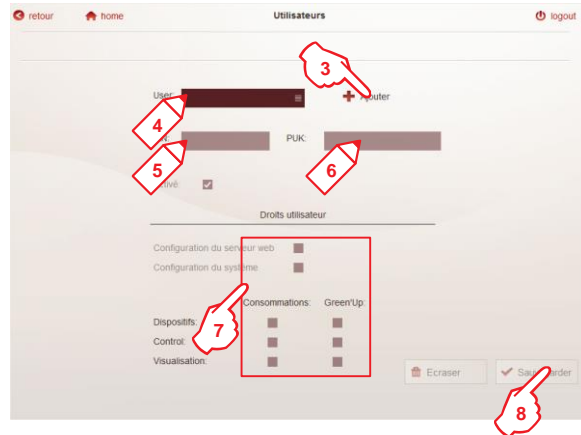 retour home Utilisateurs logout
3
User: Ajouter
4
PUK:
5 6
Droits utilisateur
Configuration du serveur web
Configuration du système
Consommations: Green'Up:
7
Dispositifs:
Control:
Visualisation:
Ecraser Sauvegarder
8